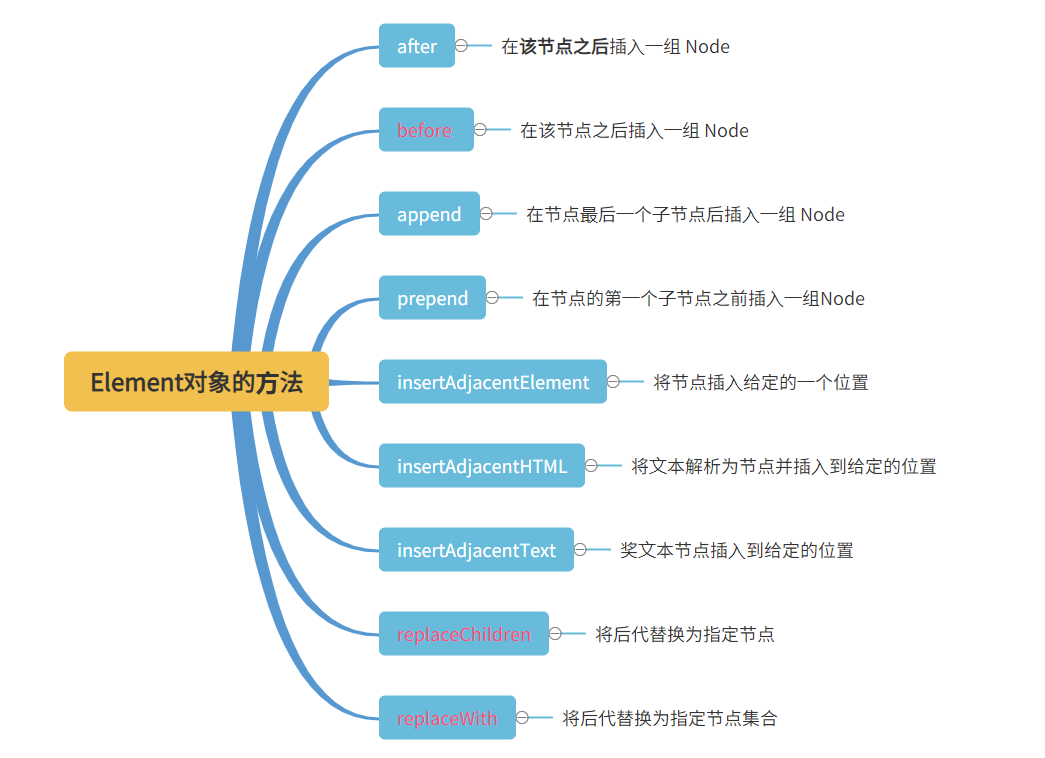 after
在该节点之后插入一组 Node
before
在该节点之后插入一组 Node
append
在节点最后一个子节点后插入一组 Node
prepend
在节点的第一个子节点之前插入一组Node
Element对象的方法
insertAdjacentElement
将节点插入给定的一个位置
insertAdjacentHTML
将文本解析为节点并插入到给定的位置
insertAdjacentText
奖文本节点插入到给定的位置
replaceChildren
将后代替换为指定节点
replaceWith
将后代替换为指定节点集合